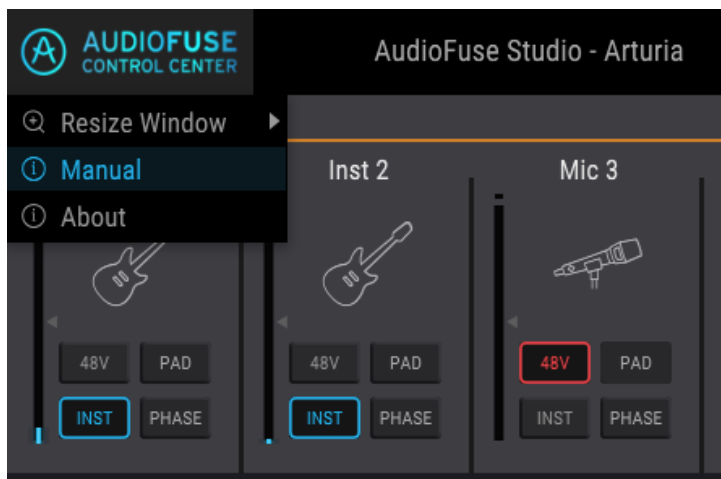 AUDIOFUSE
CONTROL CENTER
AudioFuse Studio - Arturia
Resize Window
Manual
About
Inst 2
Mic 3
48V PAD
INST PHASE
48V PAD
INST PHASE
48V PAD
INST PHASE